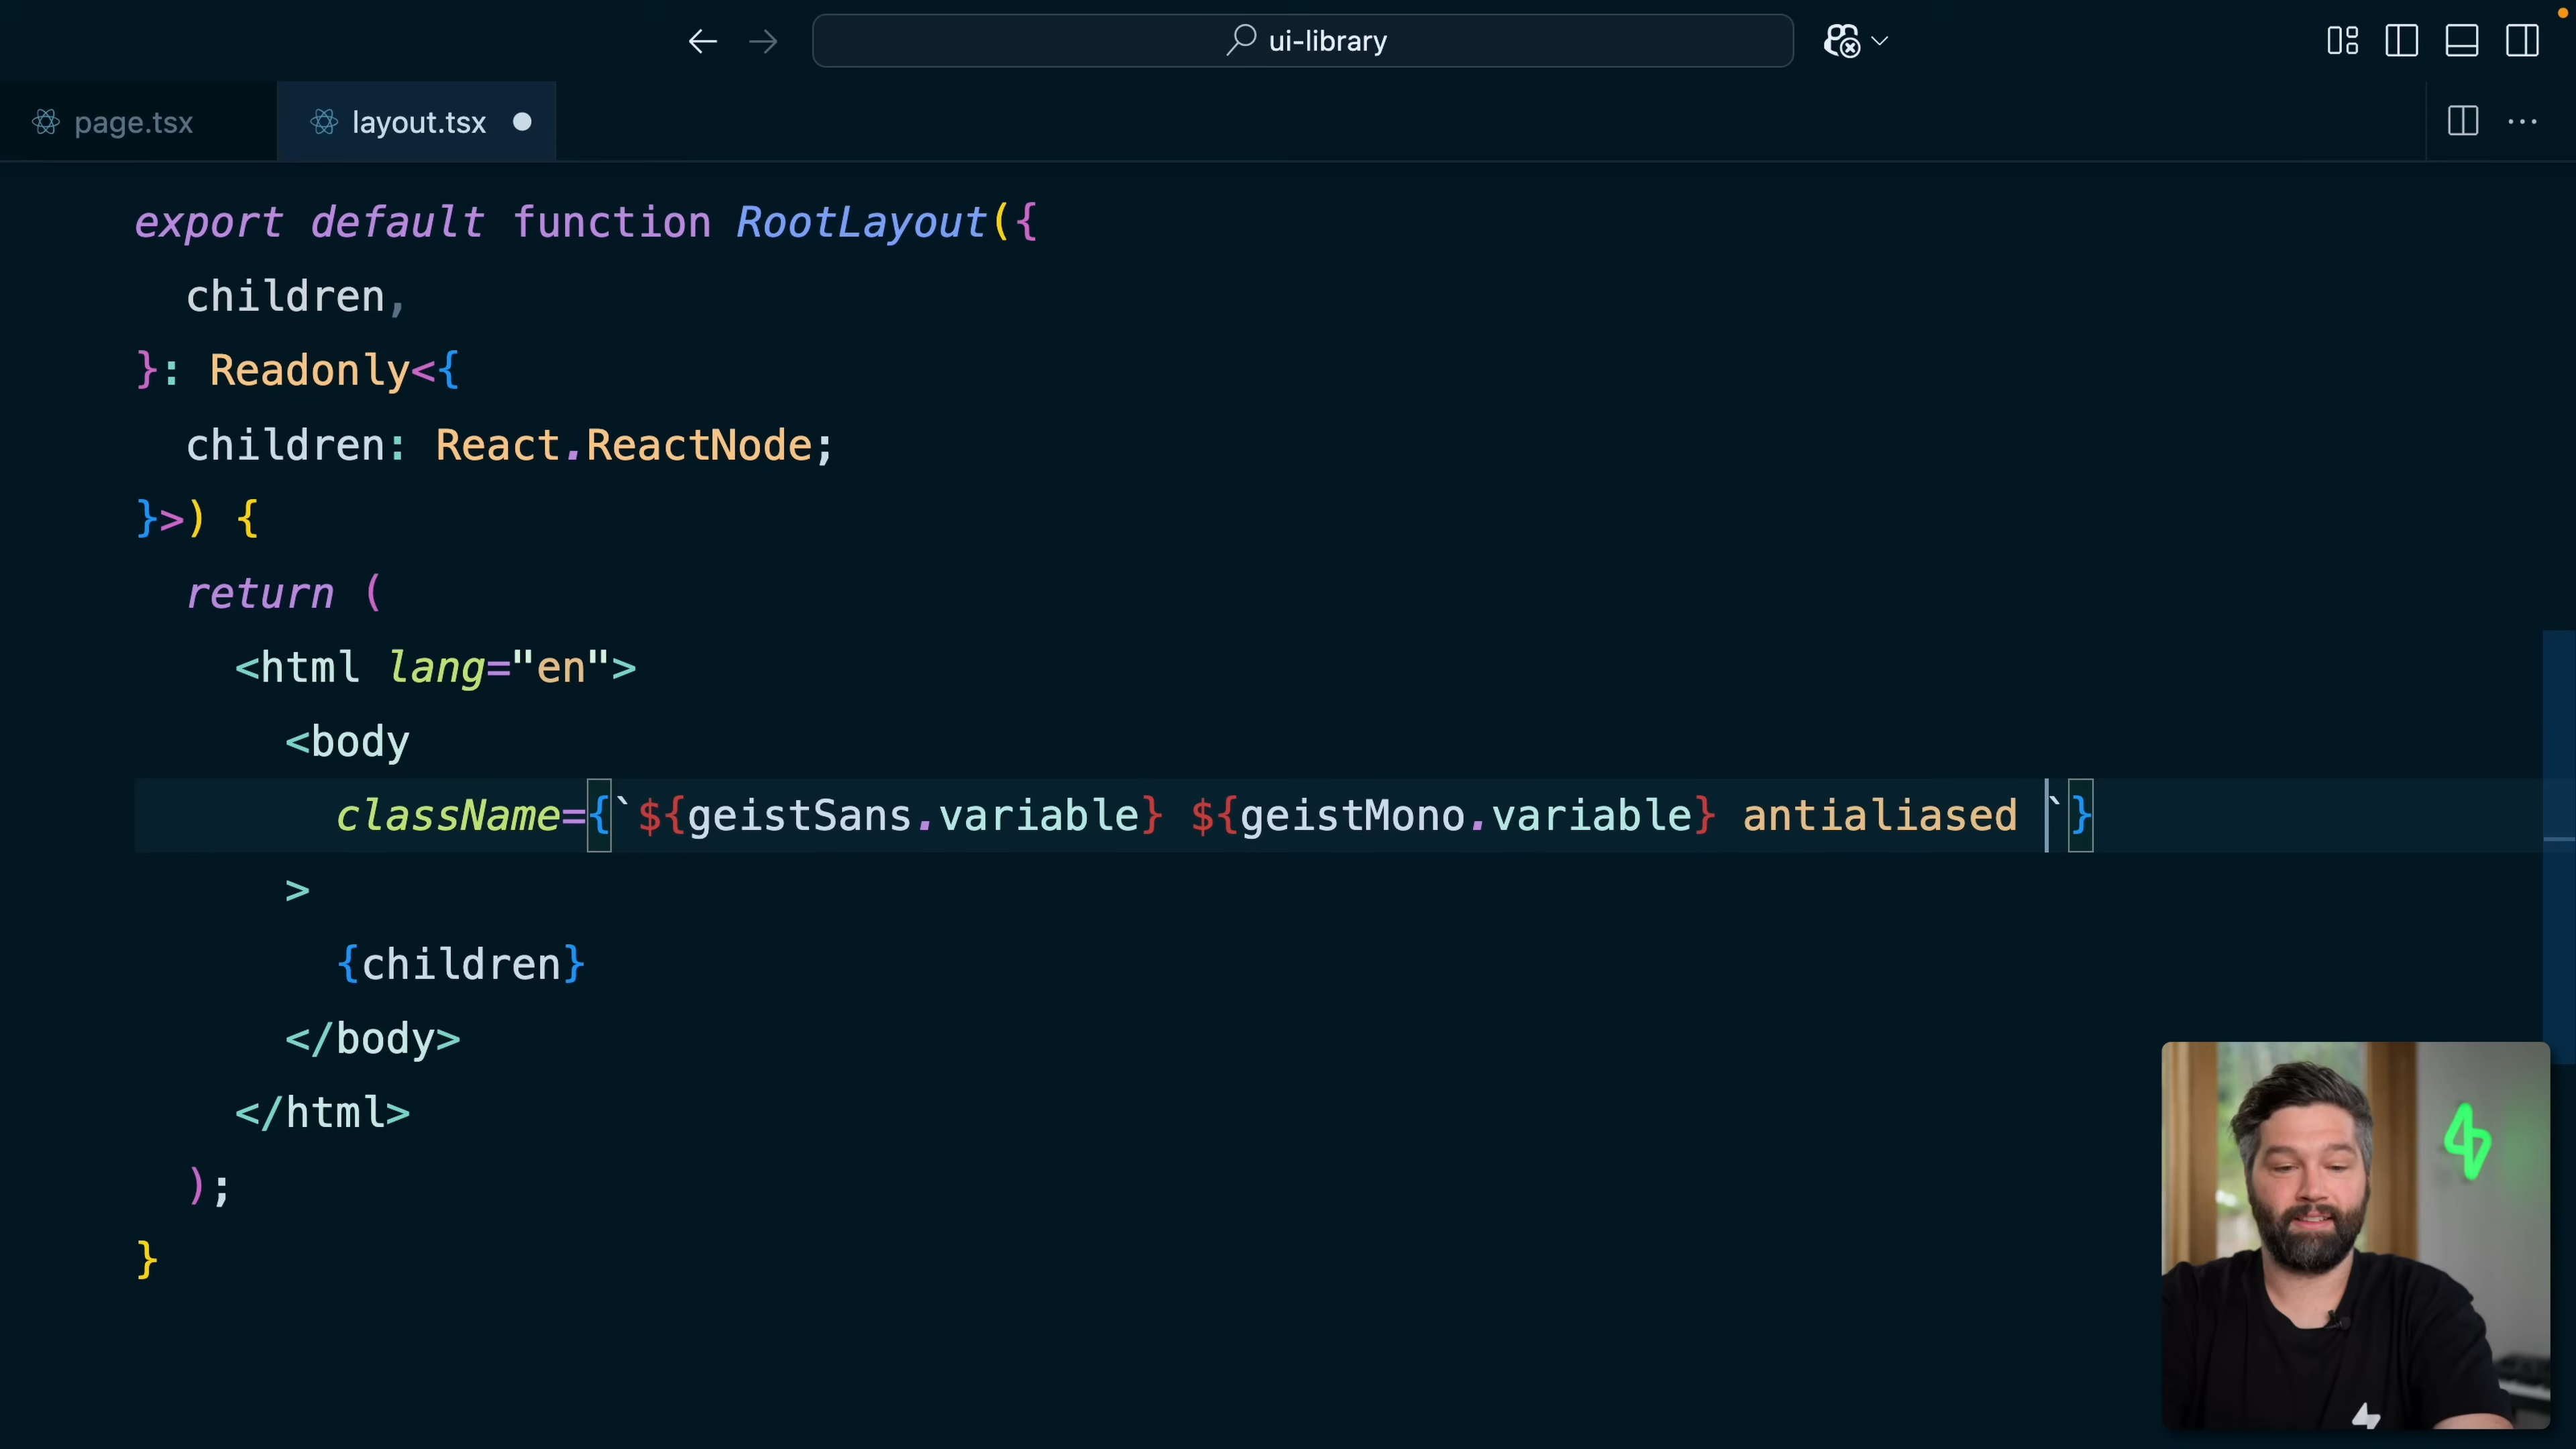 ui-library
page.tsx
layout.tsx
export default function RootLayout({
children,
}: Readonly<{
children: React.ReactNode;
}>) {
return (
<html lang="en">
<body
className={`${geistSans.variable} ${geistMono.variable} antialiased `}
>
{children}
</body>
</html>
);
}